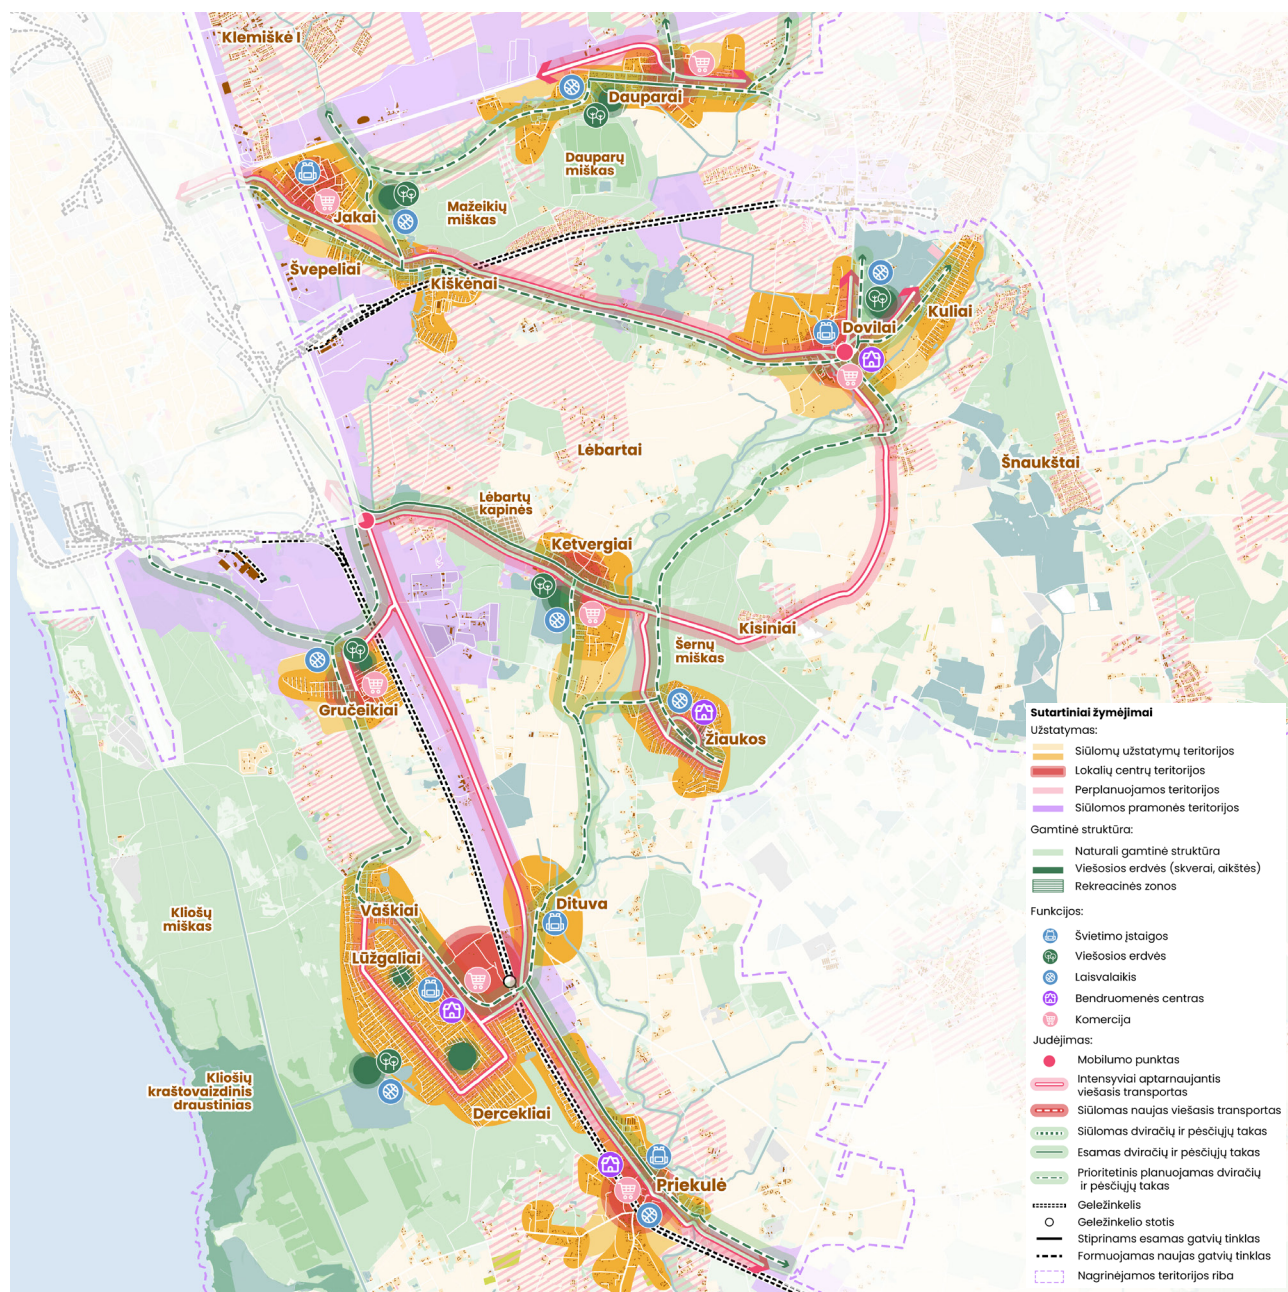 Klemiškė I
Dauparai
Dauparų
miškas
Mažeikių
miškas
Jakai
Švepeliai
Kiškėnai
Dovilai
Kuliai
Lėbartai
Šnaukštai
Lėbartų
kapinės
Ketvergiai
Kisiniai
Šernų
miškas
Gručeikiai
Žiaukos
Vaškiai
Dituva
Kliošų
miškas
Lūžgaliai
Kliošių
kraštovaizdinis
draustinias
Dercekliai
Priekulė
Sutartiniai žymėjimai
Užstatymas:
Siūlomų užstatymų teritorijos
Lokalių centrų teritorijos
Perplanuojamos teritorijos
Siūlomos pramonės teritorijos
Gamtinė struktūra:
Naturali gamtinė struktūra
Viešosios erdvės (skverai, aikštės)
Rekreacinės zonos
Funkcijos:
Švietimo įstaigos
Viešosios erdvės
Laisvalaikis
Bendruomenės centras
Komercija
Judėjimas:
Mobilumo punktas
Intensyviai aptarnaujantis
viešasis transportas
Siūlomas naujas viešasis transportas
Siūlomas dviračių ir pėsčiųjų takas
Esamas dviračių ir pėsčiųjų takas
Prioritetinis planuojamas dviračių
ir pėsčiųjų takas
Geležinkelis
Geležinkelio stotis
Stiprinams esamas gatvių tinklas
Formuojamas naujas gatvių tinklas
Nagrinėjamos teritorijos riba